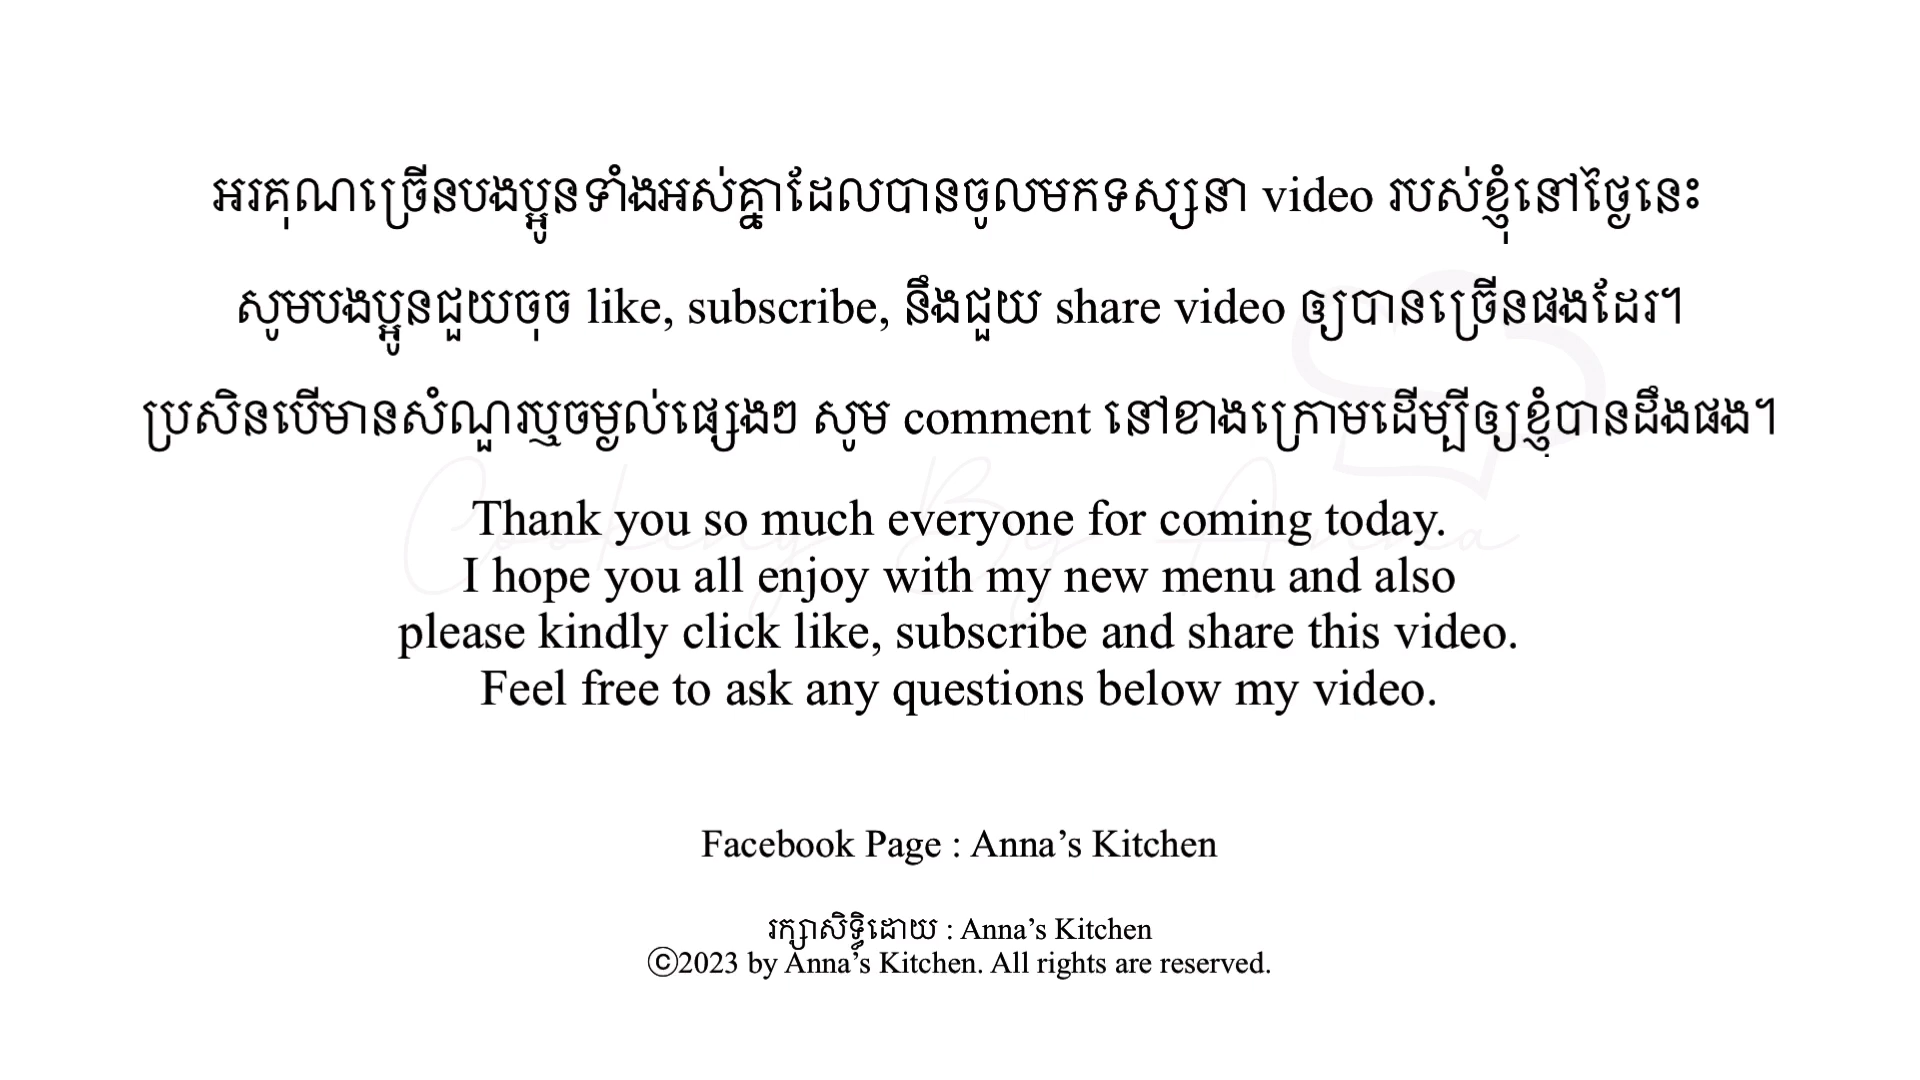 អរគុណច្រើនបងប្អូនទាំងអស់គ្នាដែលបានចូលមកទស្សនា video របស់ខ្ញុំនៅថ្ងៃនេះ
សូមបងប្អូនជួយចុច like, subscribe, នឹងជួយ share video ឲ្យបានច្រើនផងដែរ។
ប្រសិនបើមានសំណួរឬចម្ងល់ផ្សេងៗ សូម comment នៅខាងក្រោមដើម្បីឲ្យខ្ញុំបានដឹងផង។
Cooking By Anna
Thank you so much everyone for coming today.
I hope you all enjoy with my new menu and also
please kindly click like, subscribe and share this video.
Feel free to ask any questions below my video.
Facebook Page : Anna’s Kitchen
រក្សាសិទ្ធិដោយ : Anna’s Kitchen
©2023 by Anna’s Kitchen. All rights are reserved.